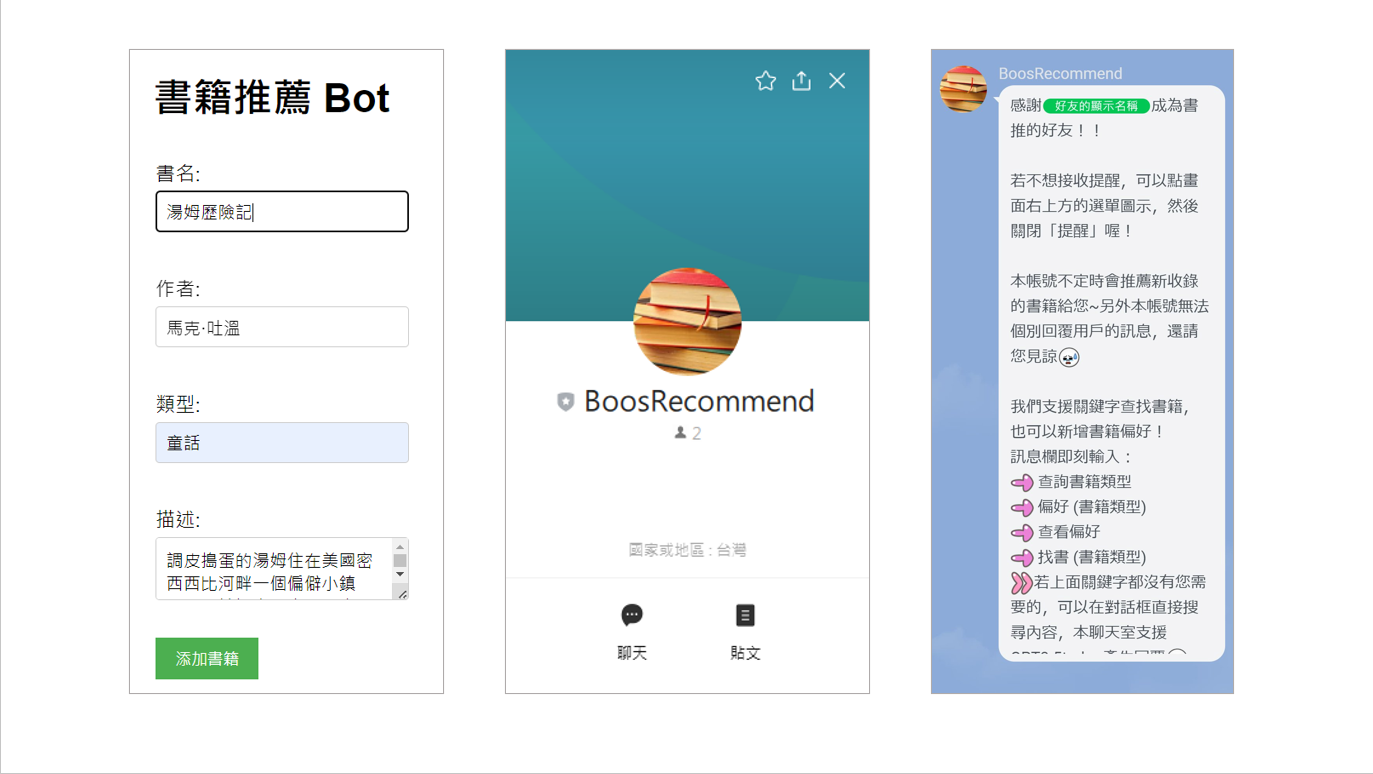 書籍推薦 Bot
書名:
湯姆歷險記
作者:
馬克·吐溫
類型:
童話
描述:
調皮搗蛋的湯姆住在美國密
西西比河畔一個偏僻小鎮
添加書籍
BoosRecommend
2
國家或地區 : 台灣
聊天
貼文
BoosRecommend
感謝 好友的顯示名稱 成為書
推的好友！！
若不想接收提醒，可以點畫
面右上方的選單圖示，然後
關閉「提醒」喔！
本帳號不定時會推薦新收錄
的書籍給您~另外本帳號無法
個別回覆用戶的訊息，還請
您見諒
我們支援關鍵字查找書籍，
也可以新增書籍偏好！
訊息欄即刻輸入：
查詢書籍類型
偏好 (書籍類型)
查看偏好
找書 (書籍類型)
若上面關鍵字都沒有您需
要的，可以在對話框直接搜
尋內容，本聊天室支援